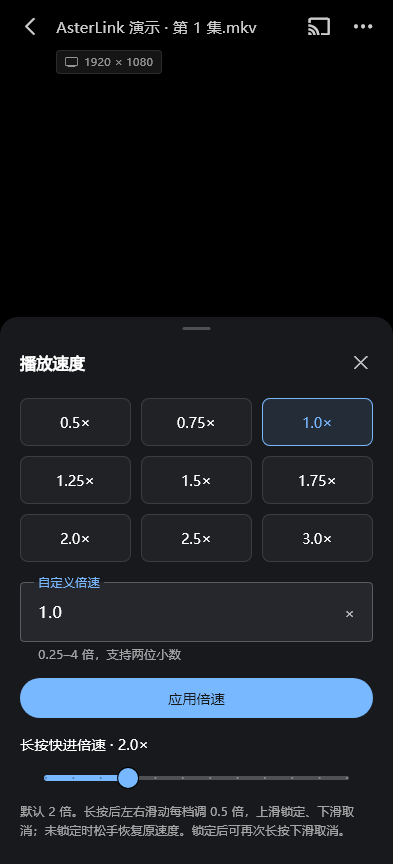 AsterLink 演示 · 第 1 集.mkv
1920 × 1080
播放速度
0.5×
0.75×
1.0×
1.25×
1.5×
1.75×
2.0×
2.5×
3.0×
自定义倍速
1.0
×
0.25–4 倍，支持两位小数
应用倍速
长按快进倍速 · 2.0×
默认 2 倍。长按后左右滑动每档调 0.5 倍，上滑锁定、下滑取
消；未锁定时松手恢复原速度。锁定后可再次长按下滑取消。